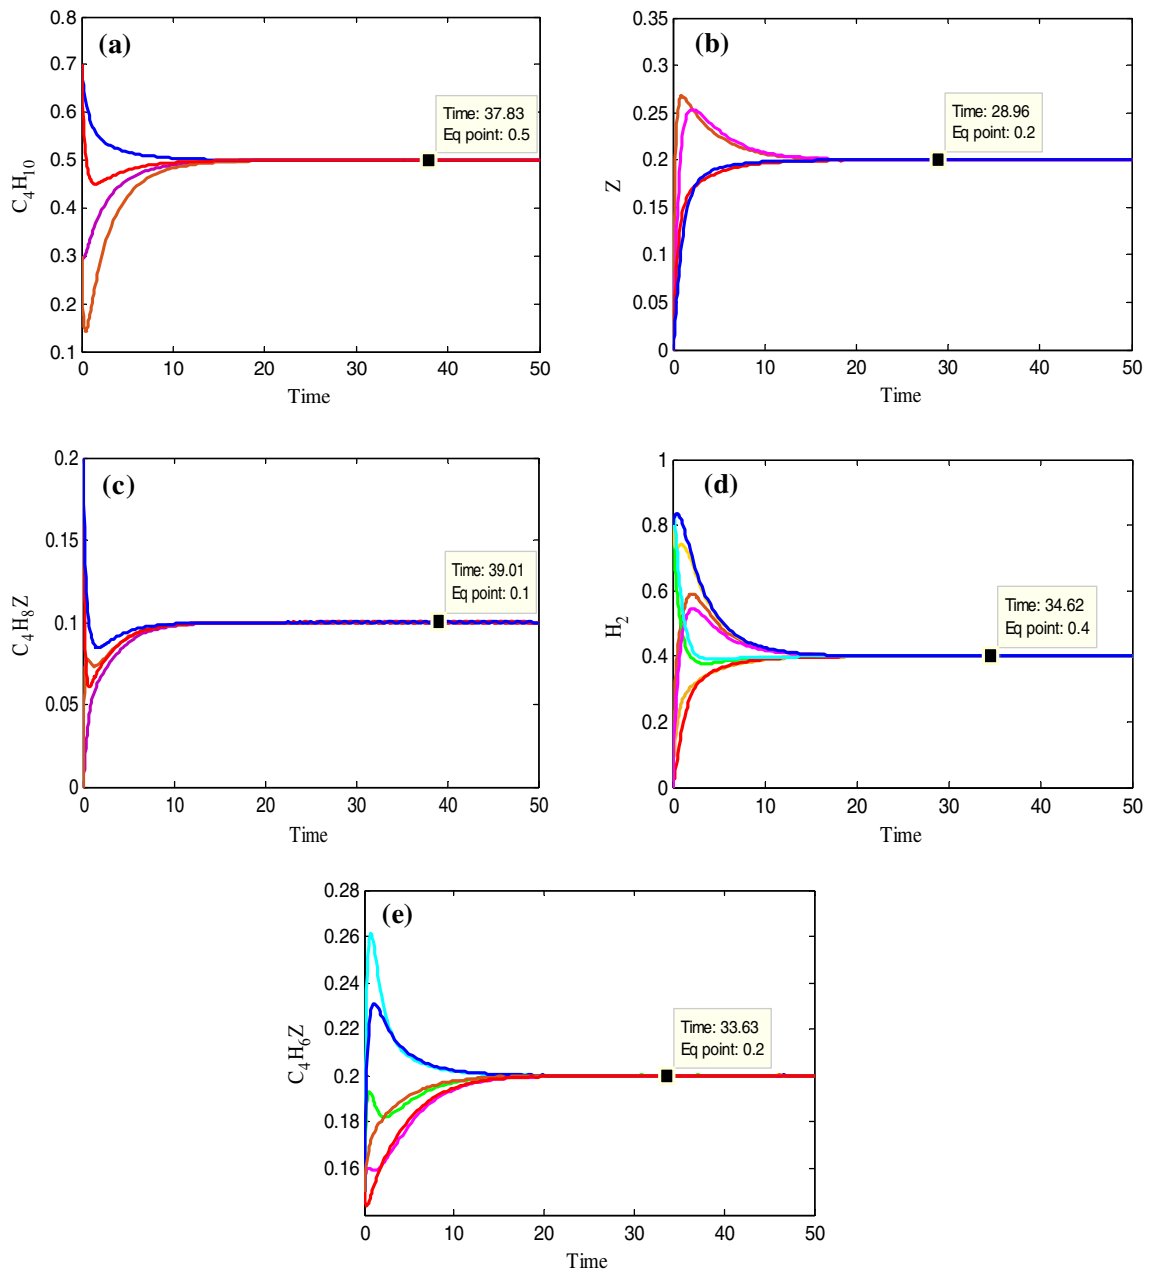 (a)
0.8
0.7
0.6
0.5
0.4
0.3
0.2
0.1
C4H10
Time: 37.83
Eq point: 0.5
0 10 20 30 40 50
Time
(b)
0.35
0.3
0.25
0.2
0.15
0.1
0.05
0
Z
Time: 28.96
Eq point: 0.2
0 10 20 30 40 50
Time
(c)
0.2
0.15
0.1
0.05
0
C4H8Z
Time: 39.01
Eq point: 0.1
0 10 20 30 40 50
Time
(d)
1
0.8
0.6
0.4
0.2
0
H2
Time: 34.62
Eq point: 0.4
0 10 20 30 40 50
Time
(e)
0.28
0.26
0.24
0.22
0.2
0.18
0.16
C4H6Z
Time: 33.63
Eq point: 0.2
0 10 20 30 40 50
Time